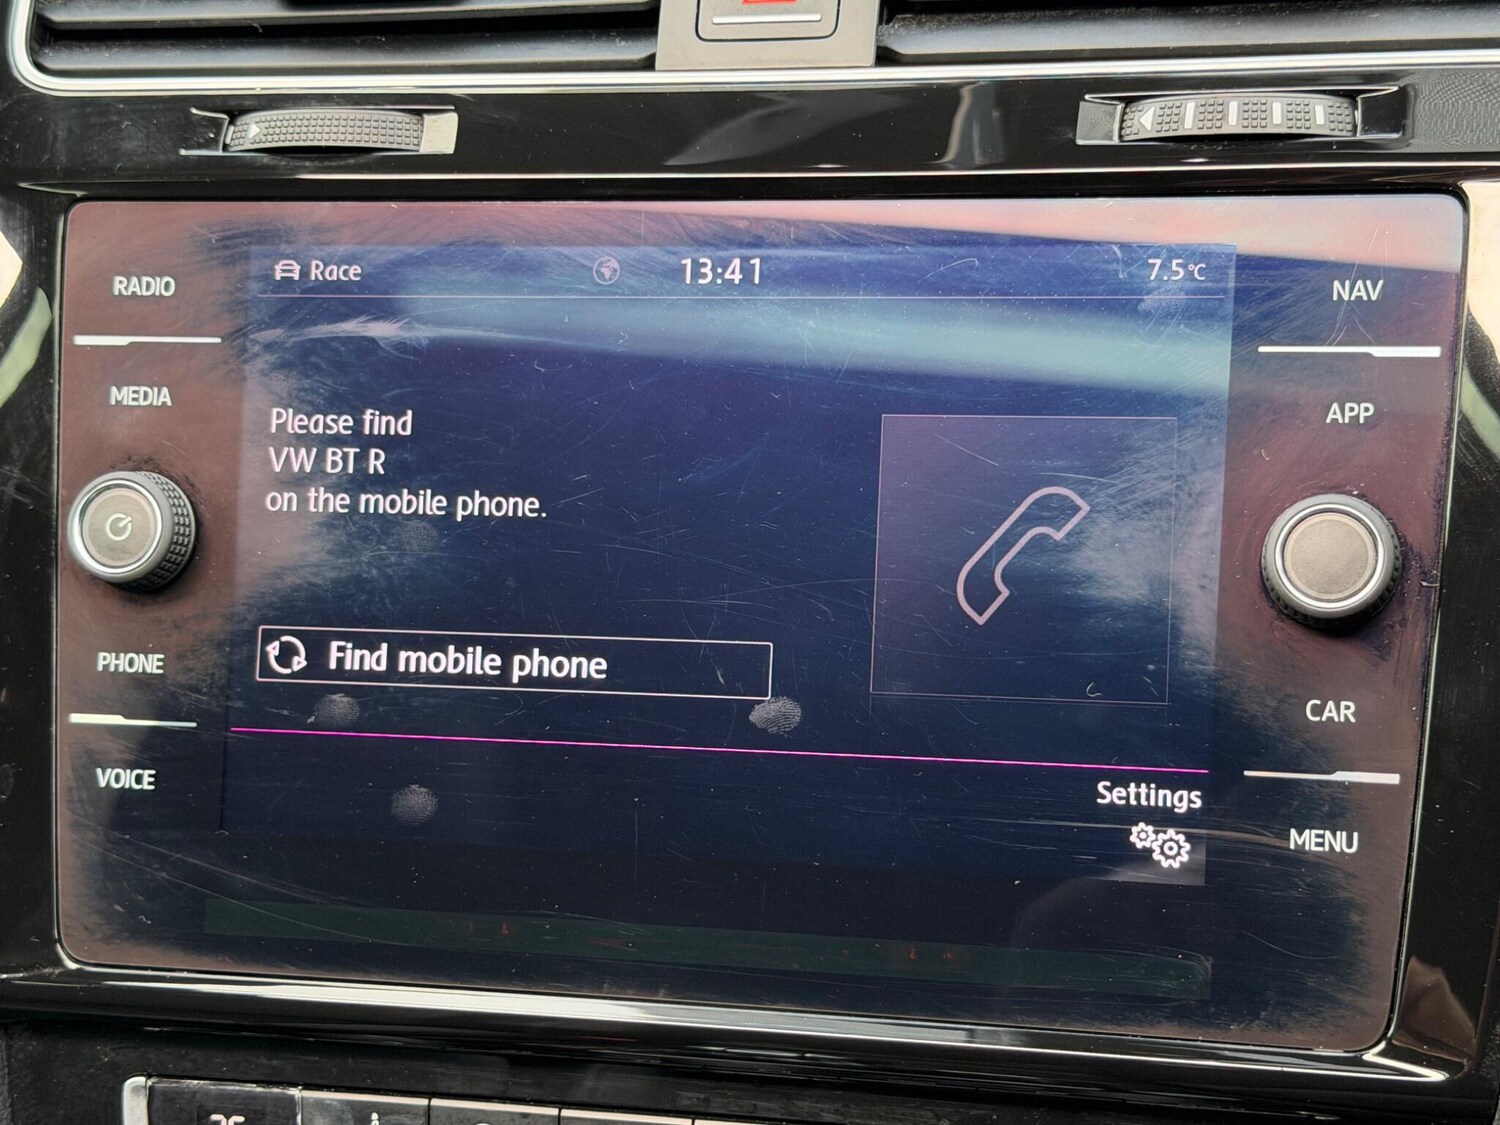 Race 13:41 7.5°C
RADIO
NAV
MEDIA
APP
Please find
VW BT R
on the mobile phone.
PHONE
Find mobile phone
CAR
VOICE
Settings
MENU